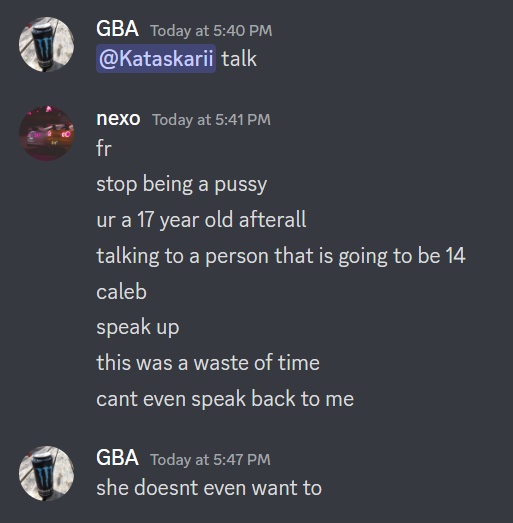 GBA Today at 5:40 PM
@Kataskarii talk
nexo Today at 5:41 PM
fr
stop being a pussy
ur a 17 year old afterall
talking to a person that is going to be 14
caleb
speak up
this was a waste of time
cant even speak back to me
GBA Today at 5:47 PM
she doesnt even want to